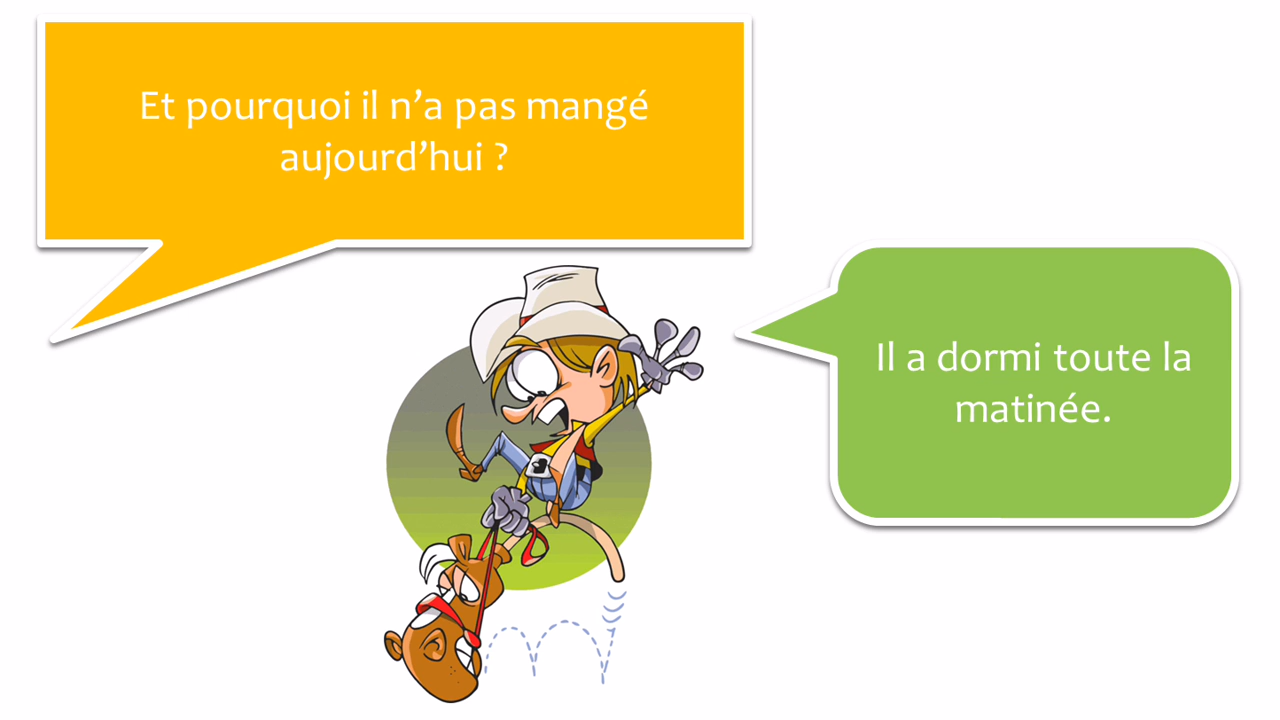 Et pourquoi il n’a pas mangé
aujourd’hui ?
Il a dormi toute la
matinée.